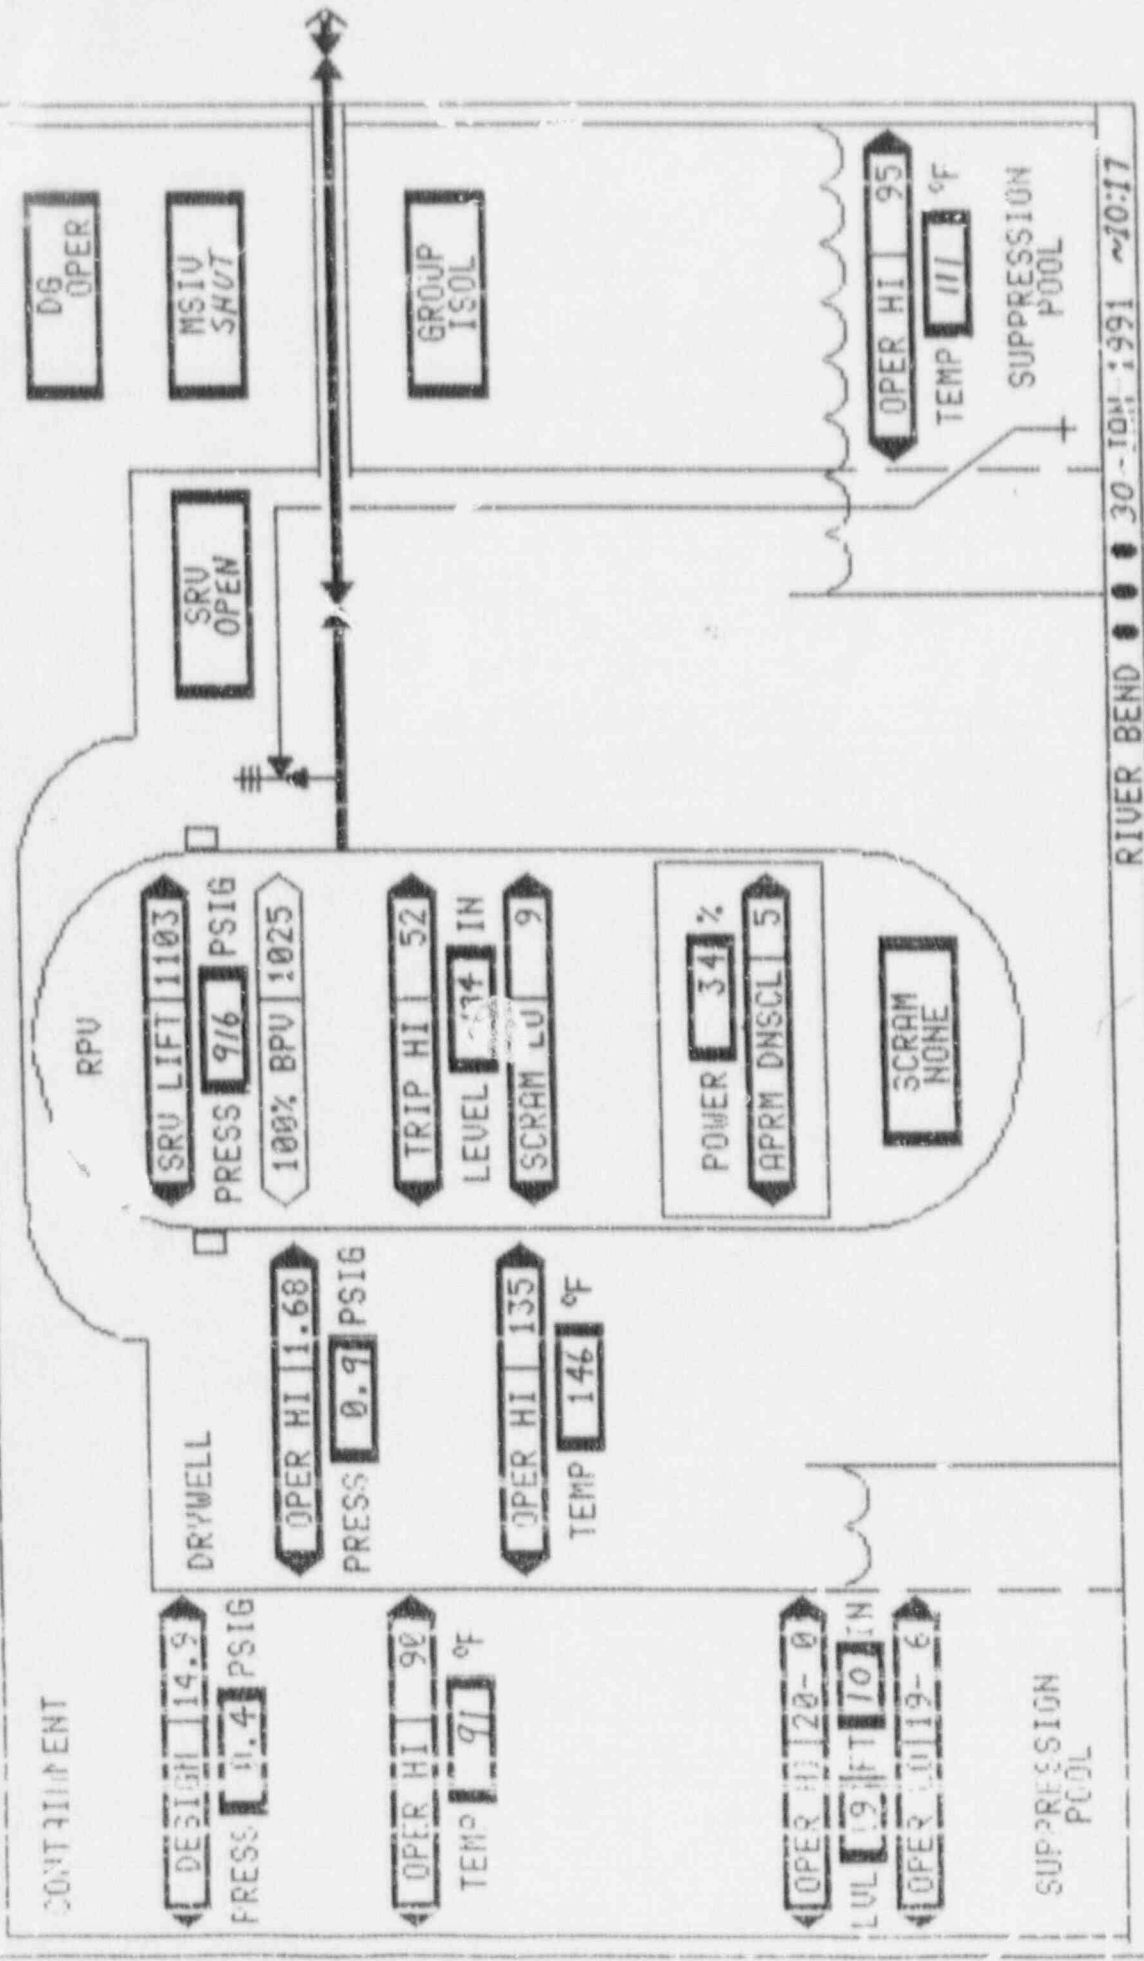 CONTAINMENT
DESIGN 14.9
PRESS 0.4 PSIG
OPER HI 90
TEMP 91 °F
OPER HI 20- 0
LVL 19 FT 10 IN
OPER LO 19- 6
SUPPRESSION
POOL
DRYWELL
OPER HI 1.68
PRESS 0.9 PSIG
OPER HI 135
TEMP 146 °F
RPV
SRV LIFT 1103
PRESS 916 PSIG
100% BPV 1025
TRIP HI 52
LEVEL IN
SCRAM LO 9
POWER 34 %
APRM DNSCL 5
SCRAM
NONE
SRV
OPEN
DG
OPER
MSIV
SHUT
GROUP
ISOL
OPER HI 95
TEMP 111 °F
SUPPRESSION
POOL
RIVER BEND 30- 1991 ~10:17